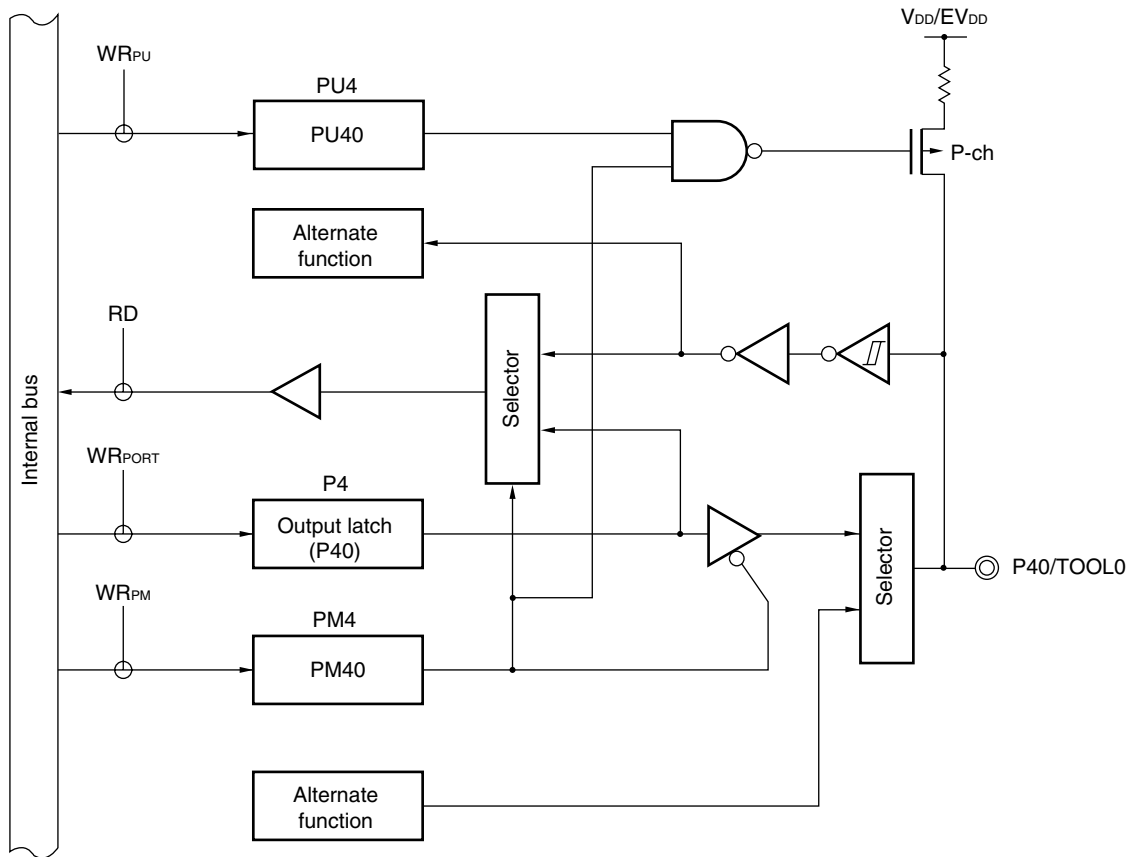 VDD/EVDD
WRPU
PU4
PU40
P-ch
Alternate
function
RD
Selector
Internal bus
WRPORT
P4
Output latch
(P40)
Selector
P40/TOOL0
WRPM
PM4
PM40
Alternate
function